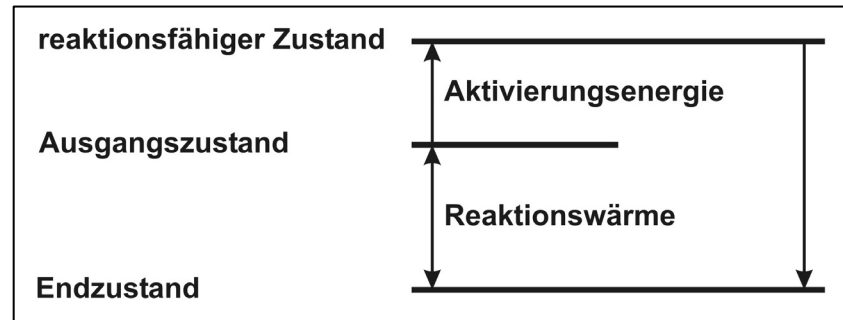 reaktionsfähiger Zustand
Aktivierungsenergie
Ausgangszustand
Reaktionswärme
Endzustand